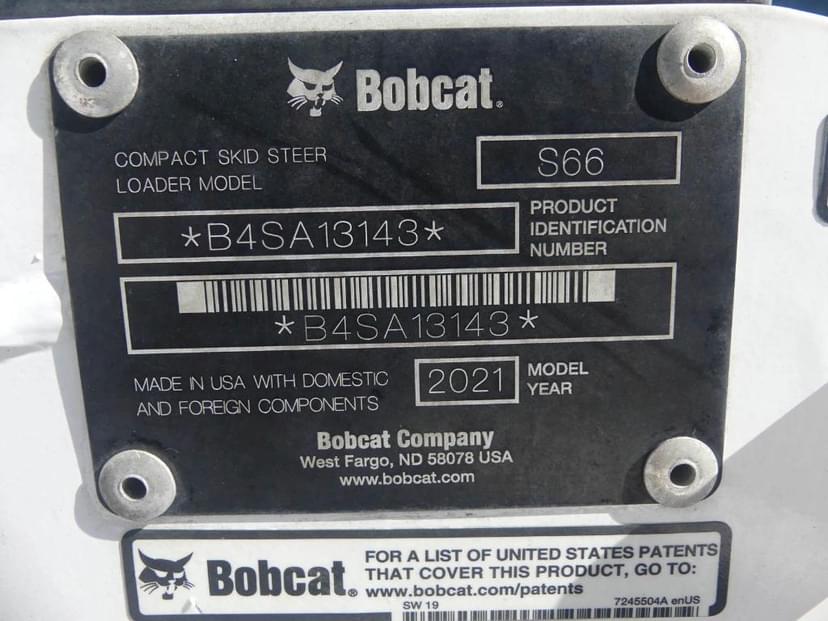 Bobcat.
COMPACT SKID STEER
LOADER MODEL
S66
*B4SA13143*
PRODUCT
IDENTIFICATION
NUMBER
*B4SA13143*
MADE IN USA WITH DOMESTIC
AND FOREIGN COMPONENTS
2021
MODEL
YEAR
Bobcat Company
West Fargo, ND 58078 USA
www.bobcat.com
Bobcat.
FOR A LIST OF UNITED STATES PATENTS
THAT COVER THIS PRODUCT, GO TO:
www.bobcat.com/patents
SW 19
7245504A enUS